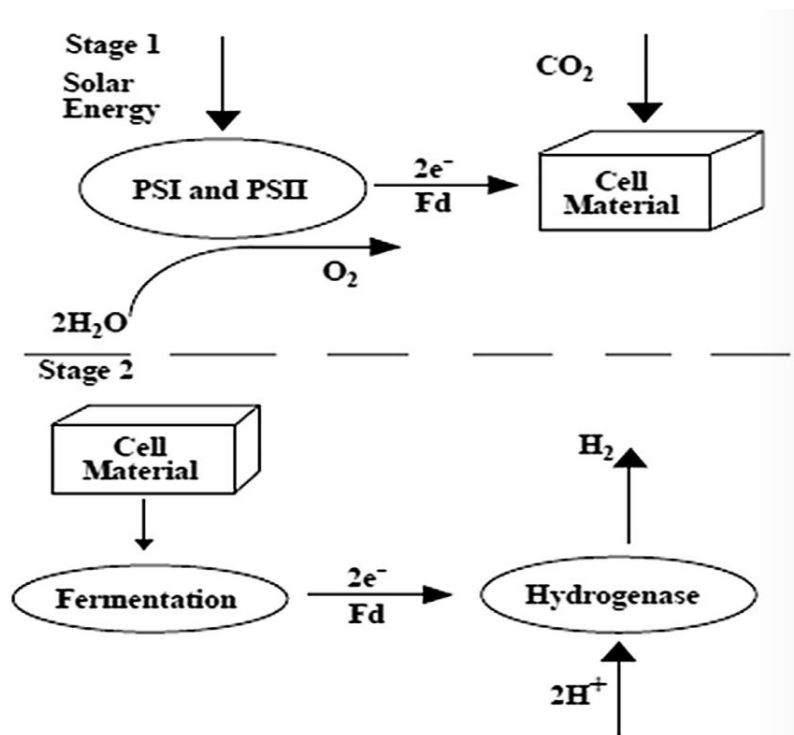 Stage 1
Solar
Energy
CO₂
PSI and PSII
2e⁻
Fd
Cell
Material
O₂
2H₂O
Stage 2
Cell
Material
H₂
Fermentation
2e⁻
Fd
Hydrogenase
2H⁺